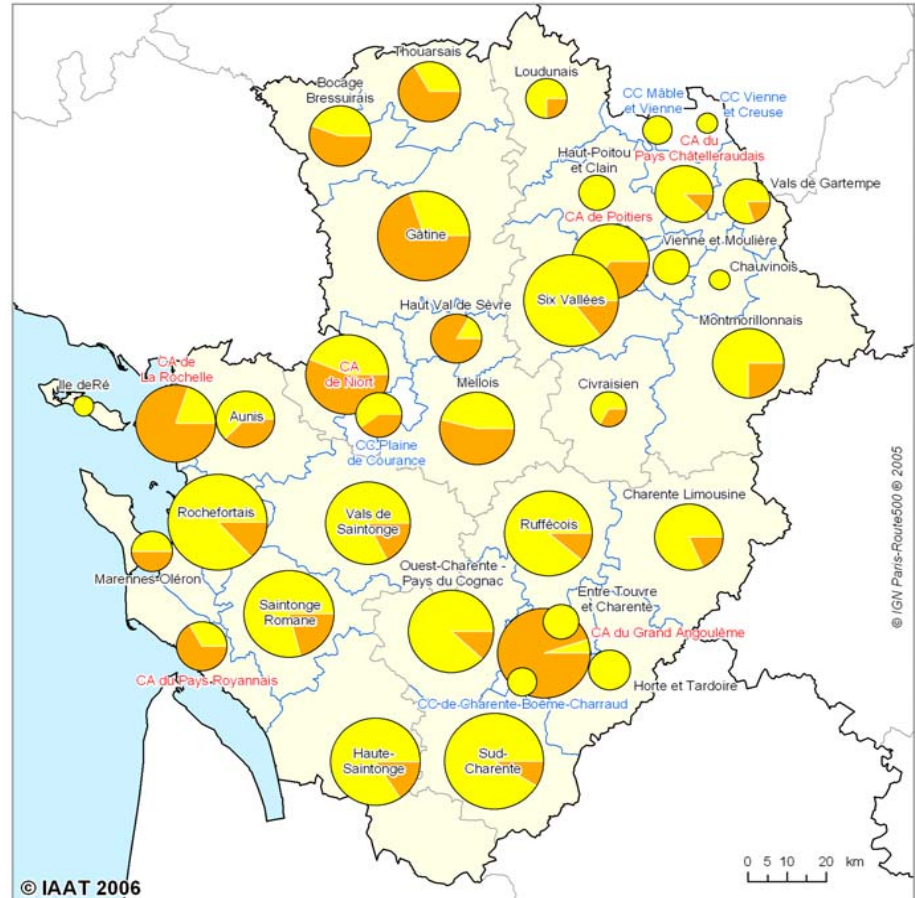 Thouarsais
Bocage
Bressuirais
Loudunais
CC Mâble
et Vienne
CC Vienne
et Creuse
CA du
Pays Châtelleraudais
Haut-Poitou
et Clain
Vals de Gartempe
CA de Poitiers
Gâtine
Vienne et Moulière
Chauvinois
Six Vallées
Haut Val de Sèvre
Montmorillonnais
CA de
La Rochelle
CA
de Niort
Ile deRé
Aunis
Mellois
Civraisien
CC Plaine
de Courance
Rochefortais
Vals de
Saintonge
Ruffécois
Charente Limousine
Marennes-Oléron
Ouest-Charente -
Pays du Cognac
Saintonge
Romane
Entre Touvre
et Charente
CA du Grand Angoulême
CA du Pays Royannais
Horte et Tardoire
CC de Charente-Boëme-Charraud
Haute-
Saintonge
Sud-
Charente
© IGN Paris-Route500 ® 2005
0 5 10 20 km
© IAAT 2006